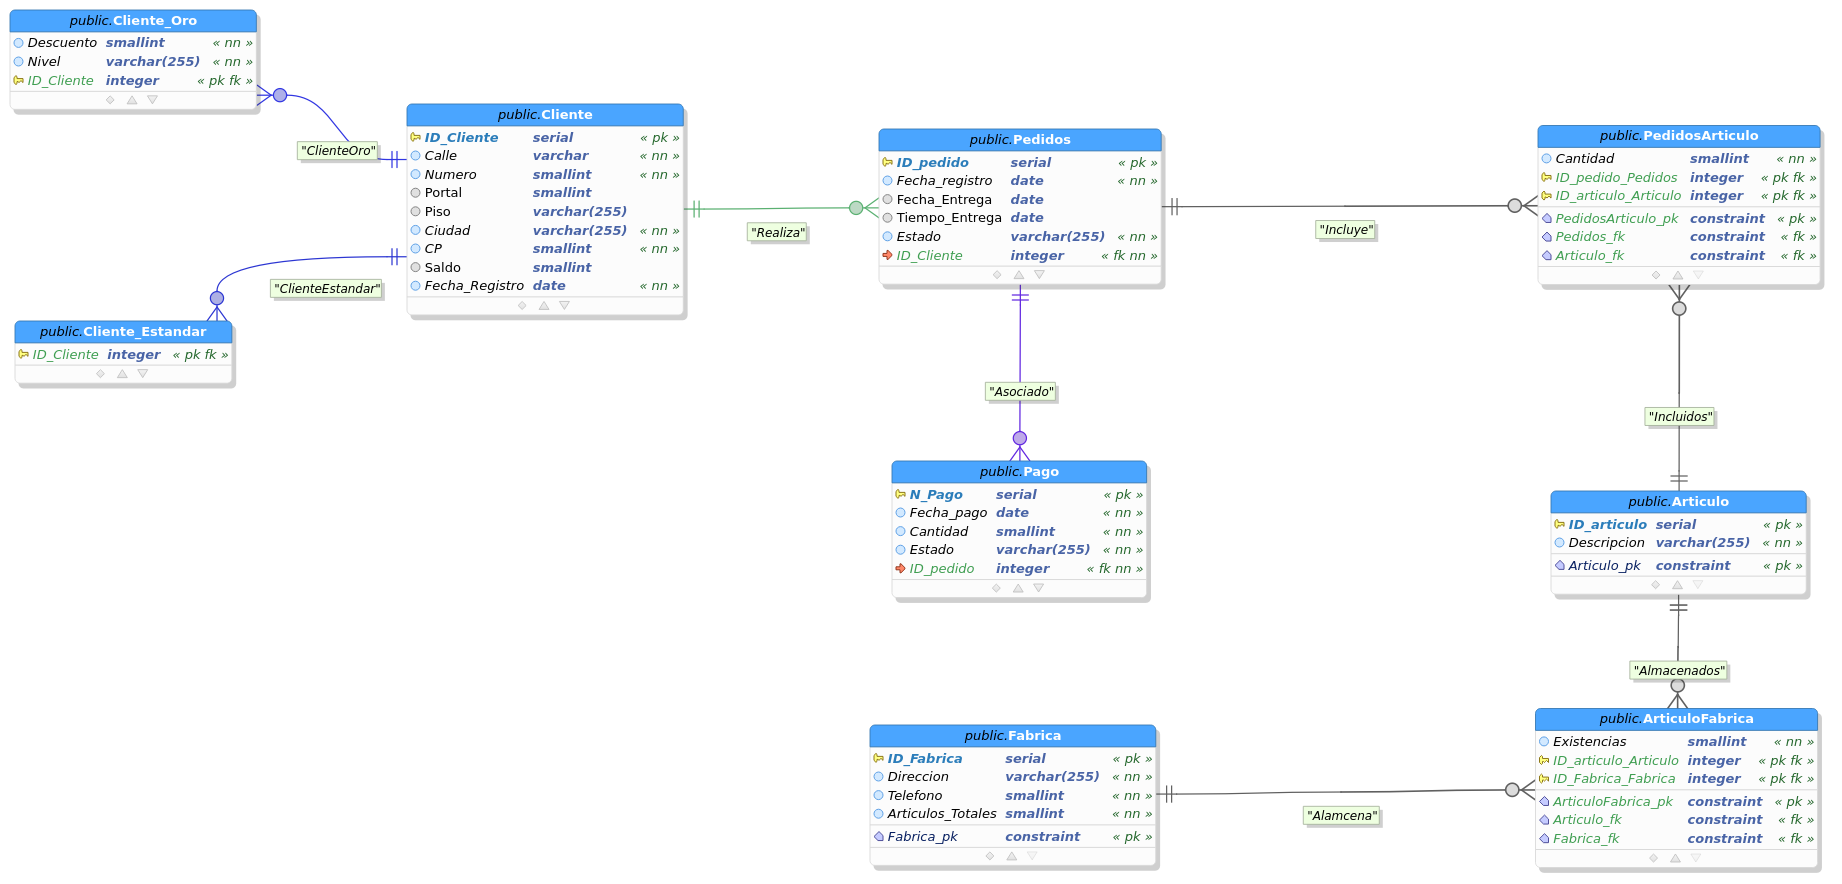 public.Cliente_Oro
Descuento smallint « nn »
Nivel varchar(255) « nn »
ID_Cliente integer « pk fk »
"ClienteOro"
public.Cliente
ID_Cliente serial « pk »
Calle varchar « nn »
Numero smallint « nn »
Portal smallint
Piso varchar(255)
Ciudad varchar(255) « nn »
CP smallint « nn »
Saldo smallint
Fecha_Registro date « nn »
"ClienteEstandar"
public.Cliente_Estandar
ID_Cliente integer « pk fk »
"Realiza"
public.Pedidos
ID_pedido serial « pk »
Fecha_registro date « nn »
Fecha_Entrega date
Tiempo_Entrega date
Estado varchar(255) « nn »
ID_Cliente integer « fk nn »
"Incluye"
public.PedidosArticulo
Cantidad smallint « nn »
ID_pedido_Pedidos integer « pk fk »
ID_articulo_Articulo integer « pk fk »
PedidosArticulo_pk constraint « pk »
Pedidos_fk constraint « fk »
Articulo_fk constraint « fk »
"Asociado"
public.Pago
N_Pago serial « pk »
Fecha_pago date « nn »
Cantidad smallint « nn »
Estado varchar(255) « nn »
ID_pedido integer « fk nn »
"Incluidos"
public.Articulo
ID_articulo serial « pk »
Descripcion varchar(255) « nn »
Articulo_pk constraint « pk »
"Almacenados"
public.Fabrica
ID_Fabrica serial « pk »
Direccion varchar(255) « nn »
Telefono smallint « nn »
Articulos_Totales smallint « nn »
Fabrica_pk constraint « pk »
"Alamcena"
public.ArticuloFabrica
Existencias smallint « nn »
ID_articulo_Articulo integer « pk fk »
ID_Fabrica_Fabrica integer « pk fk »
ArticuloFabrica_pk constraint « pk »
Articulo_fk constraint « fk »
Fabrica_fk constraint « fk »